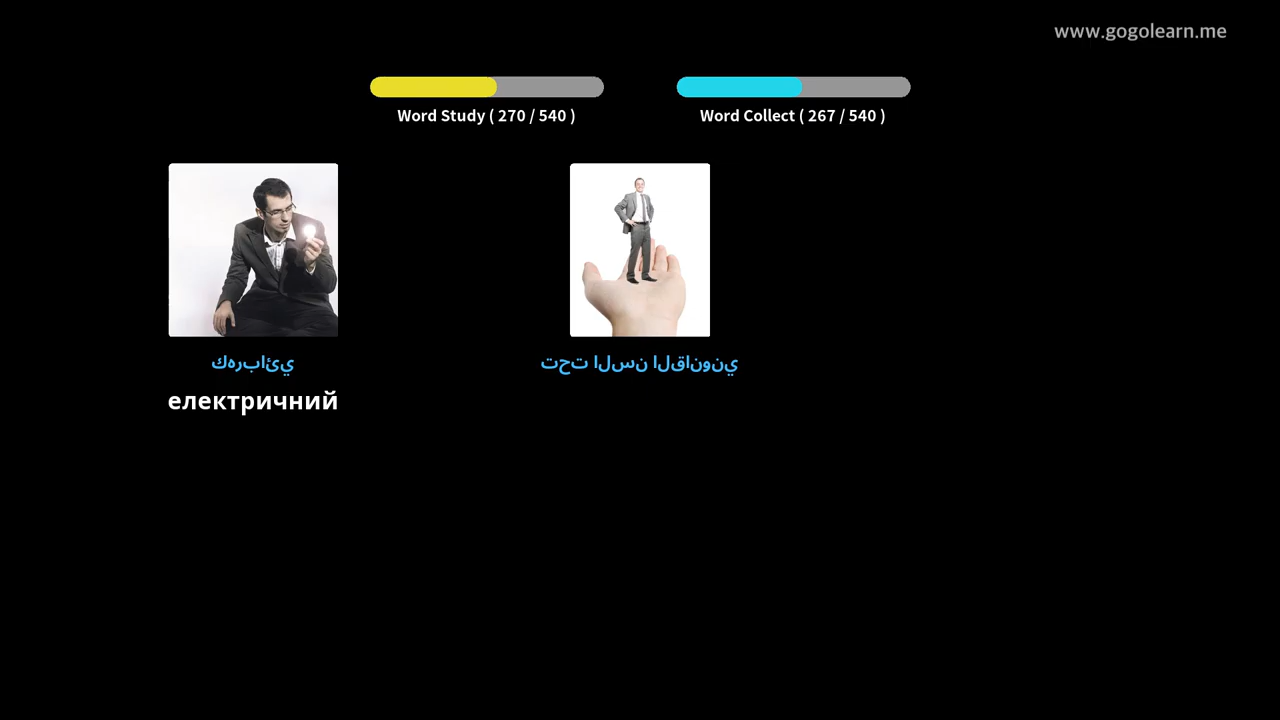 www.gogolearn.me
Word Study ( 270 / 540 )
Word Collect ( 267 / 540 )
كهربائي
تحت السن القانوني
електричний